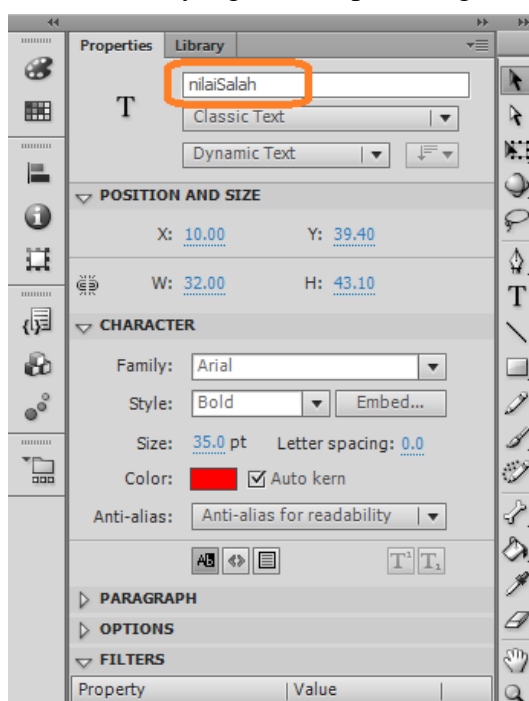 Properties Library
nilaiSalah
T
Classic Text
Dynamic Text
POSITION AND SIZE
X: 10.00 Y: 39.40
W: 32.00 H: 43.10
CHARACTER
Family: Arial
Style: Bold Embed...
Size: 35.0 pt Letter spacing: 0.0
Color: Auto kern
Anti-alias: Anti-alias for readability
PARAGRAPH
OPTIONS
FILTERS
Property Value